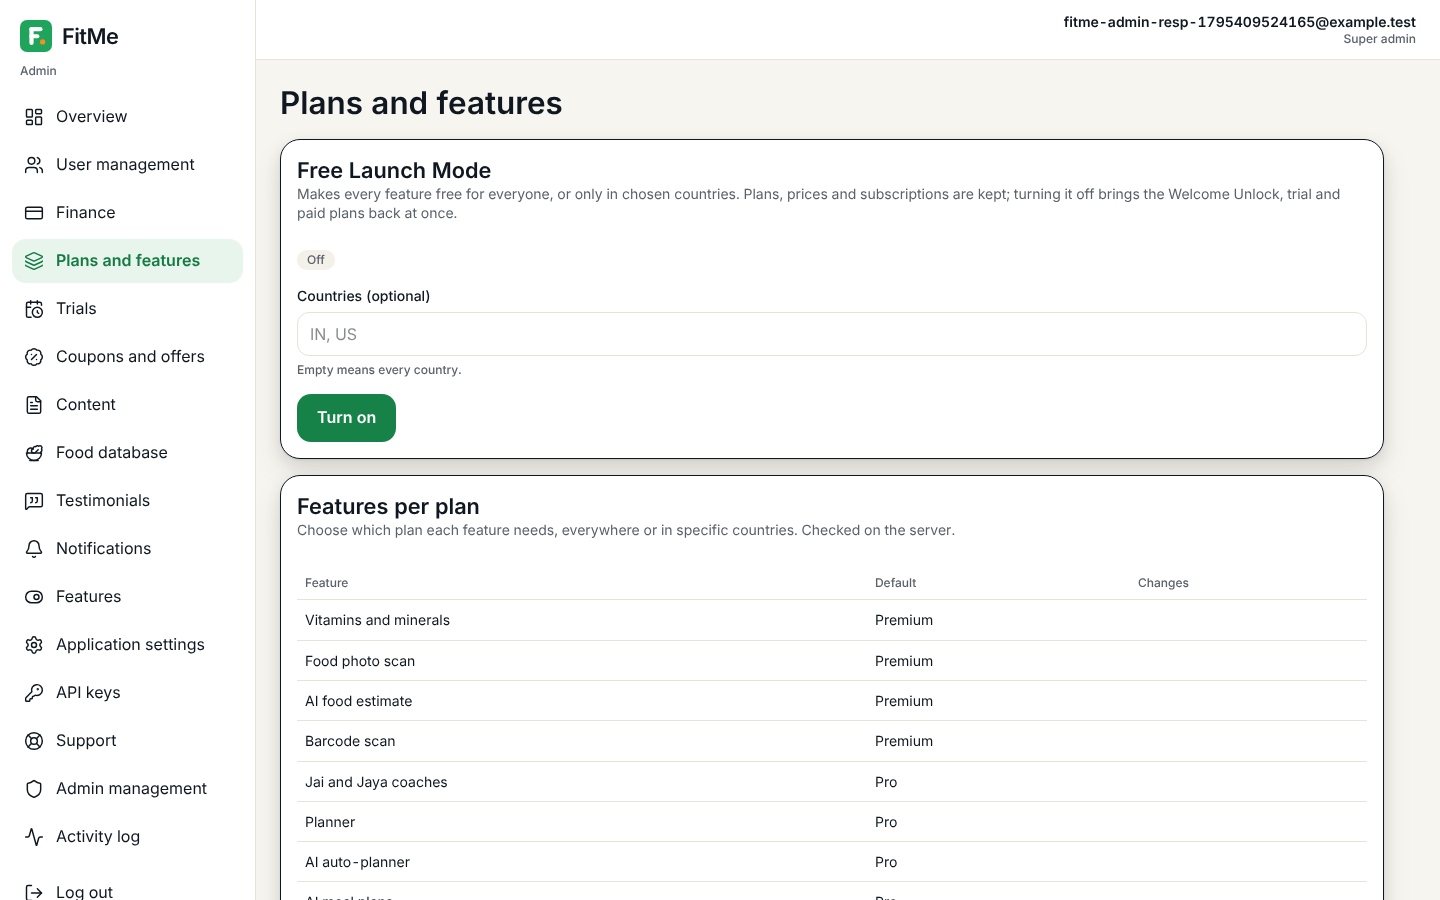 FitMe
Admin
Overview
User management
Finance
Plans and features
Trials
Coupons and offers
Content
Food database
Testimonials
Notifications
Features
Application settings
API keys
Support
Admin management
Activity log
Log out
fitme-admin-resp-1795409524165@example.test
Super admin
Plans and features
Free Launch Mode
Makes every feature free for everyone, or only in chosen countries. Plans, prices and subscriptions are kept; turning it off brings the Welcome Unlock, trial and
paid plans back at once.
Off
Countries (optional)
IN, US
Empty means every country.
Turn on
Features per plan
Choose which plan each feature needs, everywhere or in specific countries. Checked on the server.
Feature Default Changes
Vitamins and minerals Premium
Food photo scan Premium
AI food estimate Premium
Barcode scan Premium
Jai and Jaya coaches Pro
Planner Pro
AI auto-planner Pro